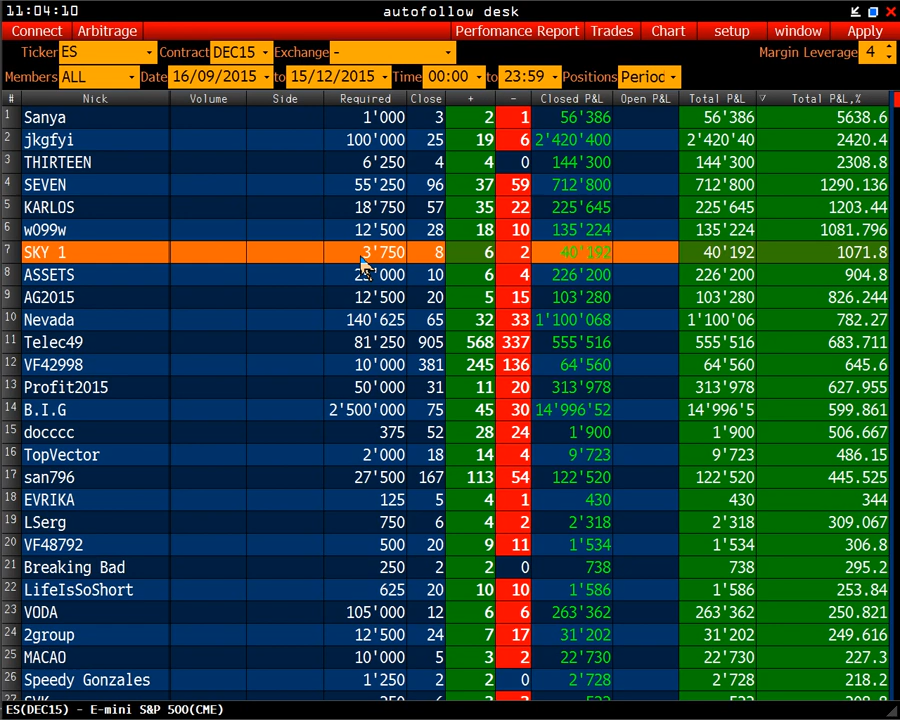 11:04:10 autofollow desk
Connect Arbitrage Perfomance Report Trades Chart setup window Apply
Ticker ES Contract DEC15 Exchange - Margin Leverage 4
Members ALL Date 16/09/2015 to 15/12/2015 Time 00:00 to 23:59 Positions Period
# Nick Volume Side Required Close + - Closed P&L Open P&L Total P&L Total P&L,%
1 Sanya 1'000 3 2 1 56'386 56'386 5638.6
2 jkgfyi 100'000 25 19 6 2'420'400 2'420'40 2420.4
3 THIRTEEN 6'250 4 4 0 144'300 144'300 2308.8
4 SEVEN 55'250 96 37 59 712'800 712'800 1290.136
5 KARLOS 18'750 57 35 22 225'645 225'645 1203.44
6 w099w 12'500 28 18 10 135'224 135'224 1081.796
7 SKY 1 3'750 8 6 2 40'192 40'192 1071.8
8 ASSETS 25'000 10 6 4 226'200 226'200 904.8
9 AG2015 12'500 20 5 15 103'280 103'280 826.244
10 Nevada 140'625 65 32 33 1'100'068 1'100'06 782.27
11 Telec49 81'250 905 568 337 555'516 555'516 683.711
12 VF42998 10'000 381 245 136 64'560 64'560 645.6
13 Profit2015 50'000 31 11 20 313'978 313'978 627.955
14 B.I.G 2'500'000 75 45 30 14'996'52 14'996'5 599.861
15 docccc 375 52 28 24 1'900 1'900 506.667
16 TopVector 2'000 18 14 4 9'723 9'723 486.15
17 san796 27'500 167 113 54 122'520 122'520 445.525
18 EVRIKA 125 5 4 1 430 430 344
19 LSerg 750 6 4 2 2'318 2'318 309.067
20 VF48792 500 20 9 11 1'534 1'534 306.8
21 Breaking Bad 250 2 2 0 738 738 295.2
22 LifeIsSoShort 625 20 10 10 1'586 1'586 253.84
23 VODA 105'000 12 6 6 263'362 263'362 250.821
24 2group 12'500 24 7 17 31'202 31'202 249.616
25 MACAO 10'000 5 3 2 22'730 22'730 227.3
26 Speedy Gonzales 1'250 2 2 0 2'728 2'728 218.2
27
ES(DEC15) - E-mini S&P 500(CME)